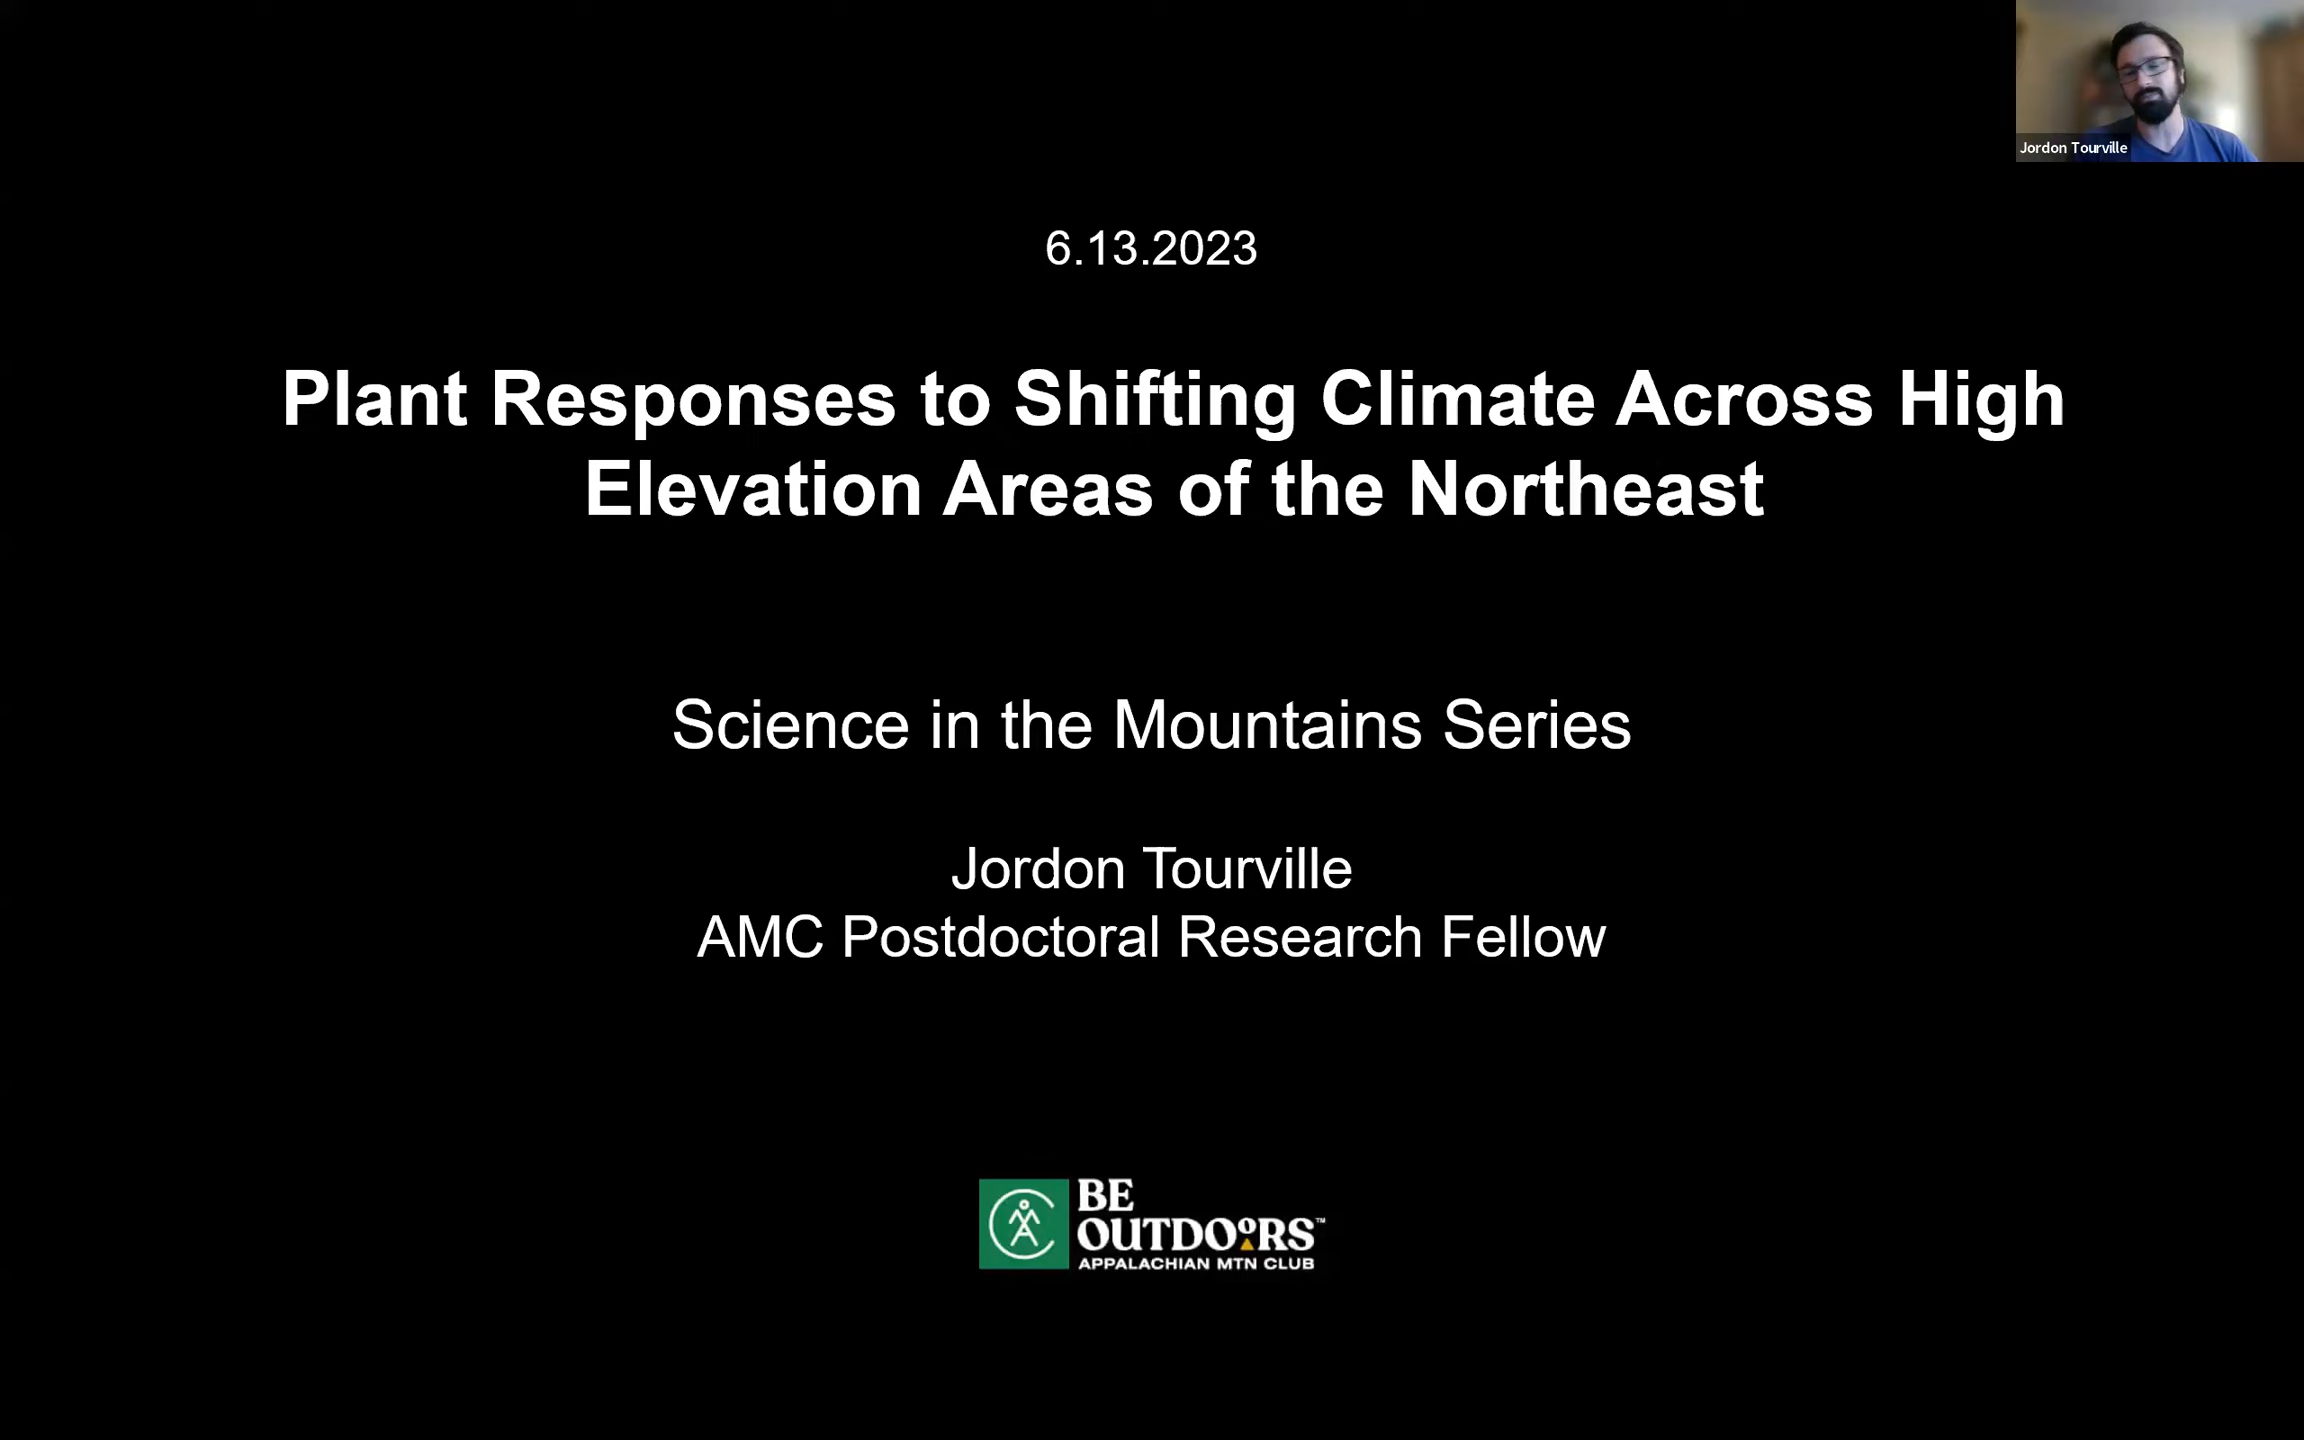 Jordon Tourville
6.13.2023
Plant Responses to Shifting Climate Across High
Elevation Areas of the Northeast
Science in the Mountains Series
Jordon Tourville
AMC Postdoctoral Research Fellow
BE
OUTDOORS™
APPALACHIAN MTN CLUB